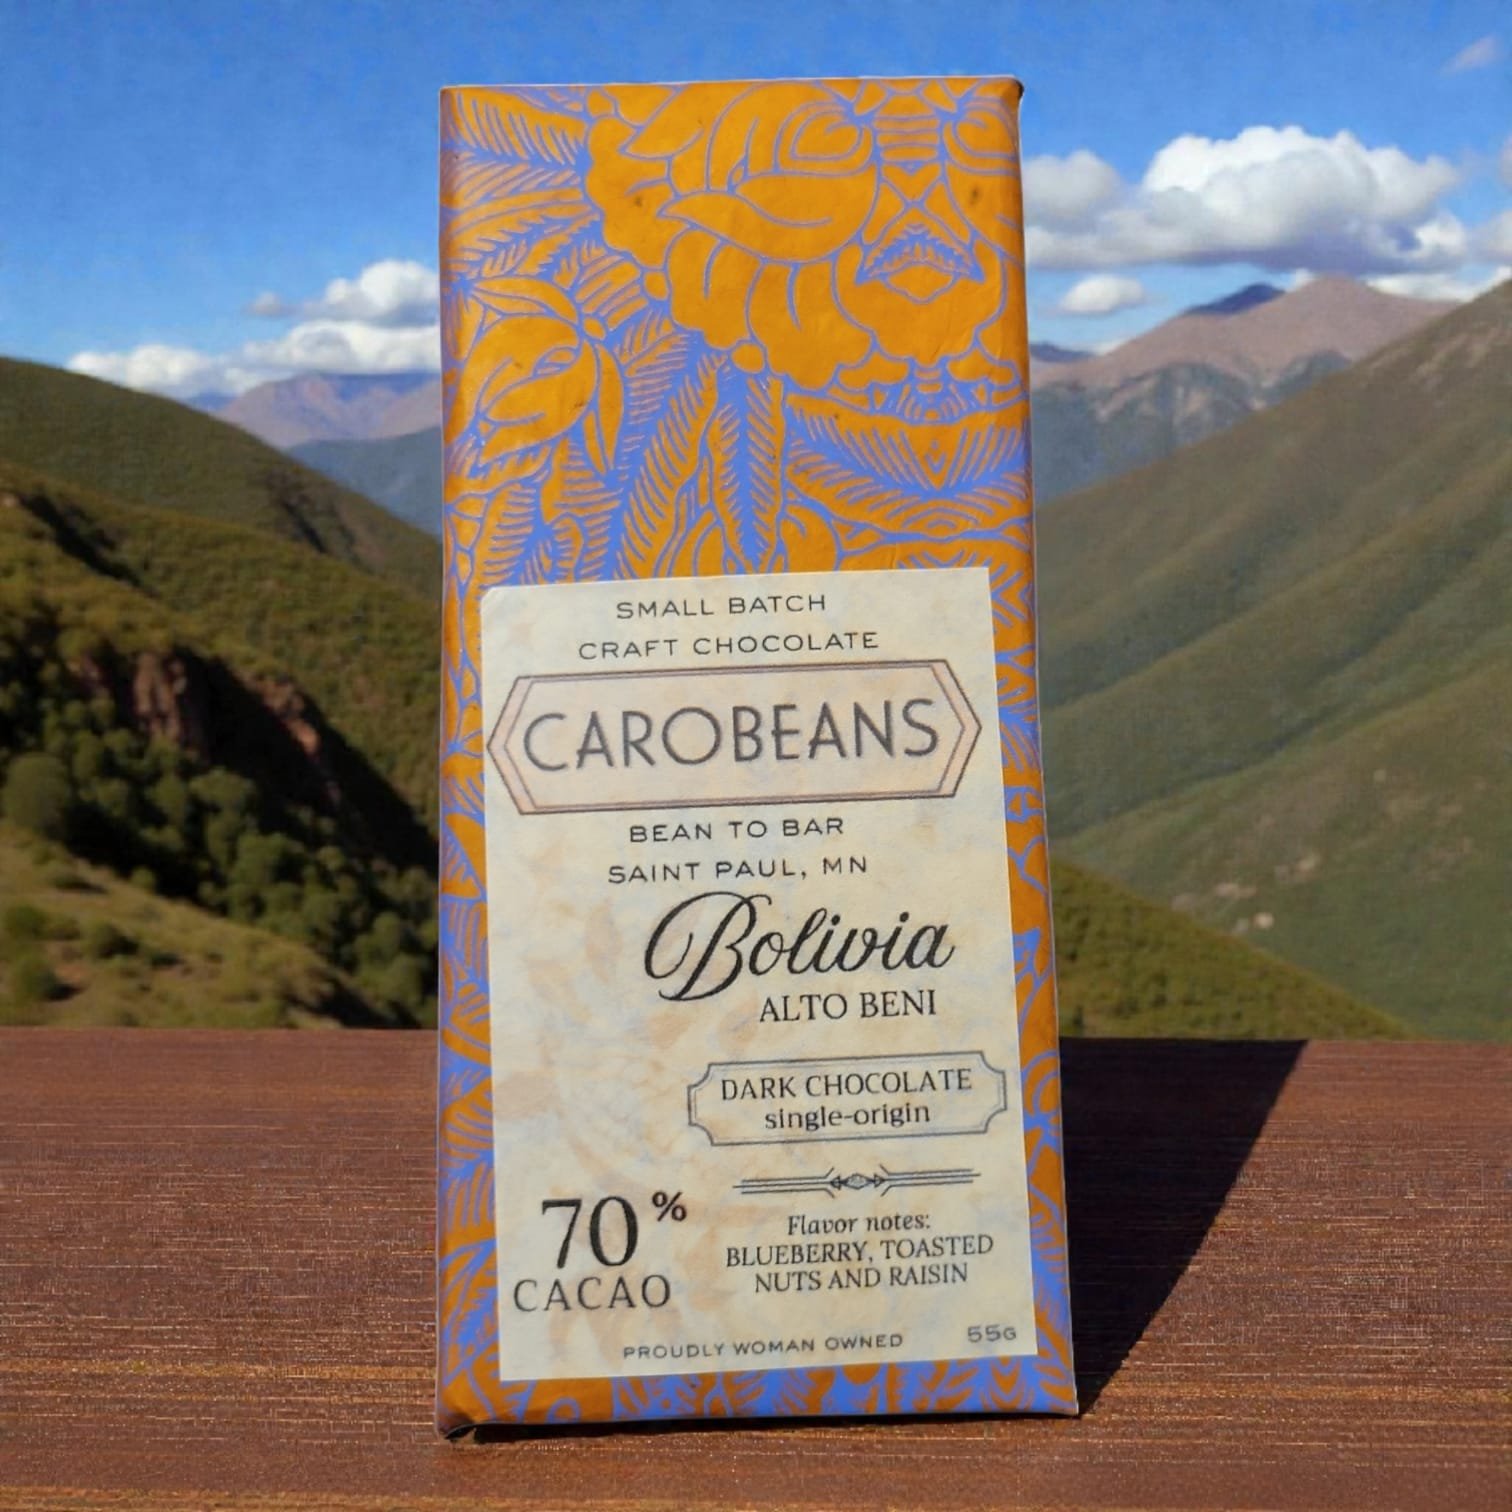 SMALL BATCH
CRAFT CHOCOLATE
CAROBEANS
BEAN TO BAR
SAINT PAUL, MN
Bolivia
ALTO BENI
DARK CHOCOLATE
single-origin
70%
CACAO
Flavor notes:
BLUEBERRY, TOASTED
NUTS AND RAISIN
PROUDLY WOMAN OWNED
55G